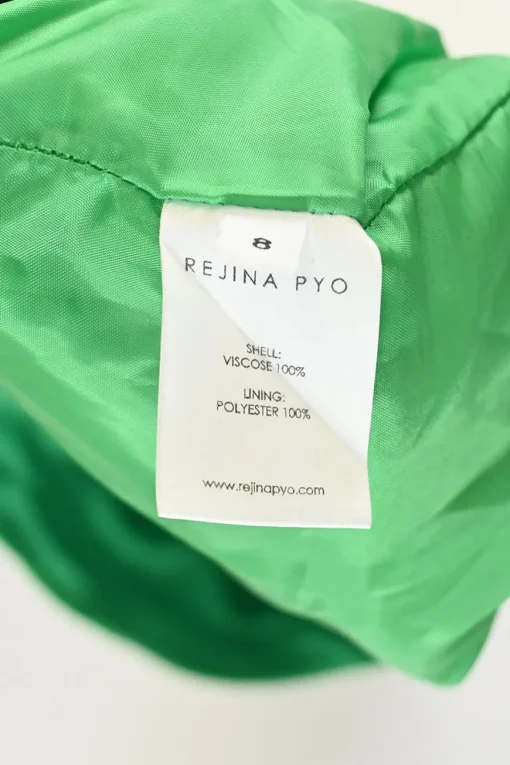 8
REJINA PYO
SHELL:
VISCOSE 100%
LINING:
POLYESTER 100%
www.rejinapyo.com